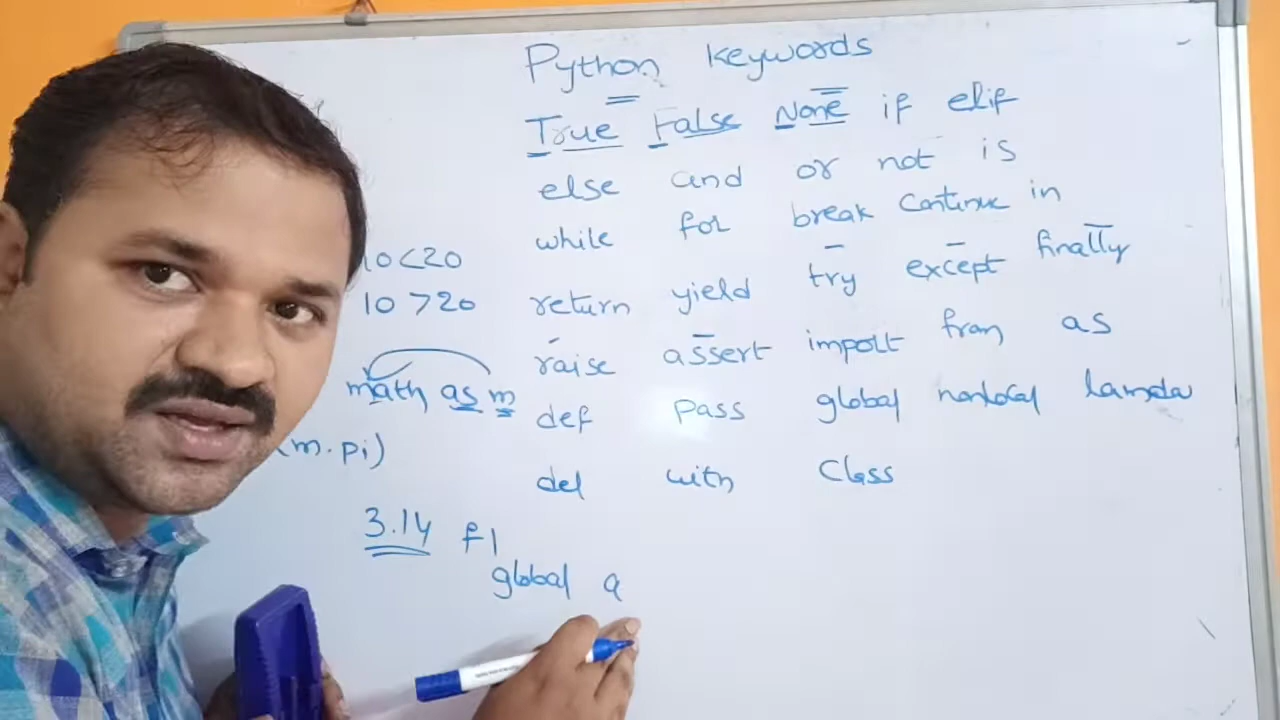 Python keywords
True False None if elif
else and or not is
while for break continue in
10<20
10 >20
return yield try except finally
raise assert import from as
math as m
def pass global nonlocal lamda
(m.pi)
del with Class
3.14 f1
global a